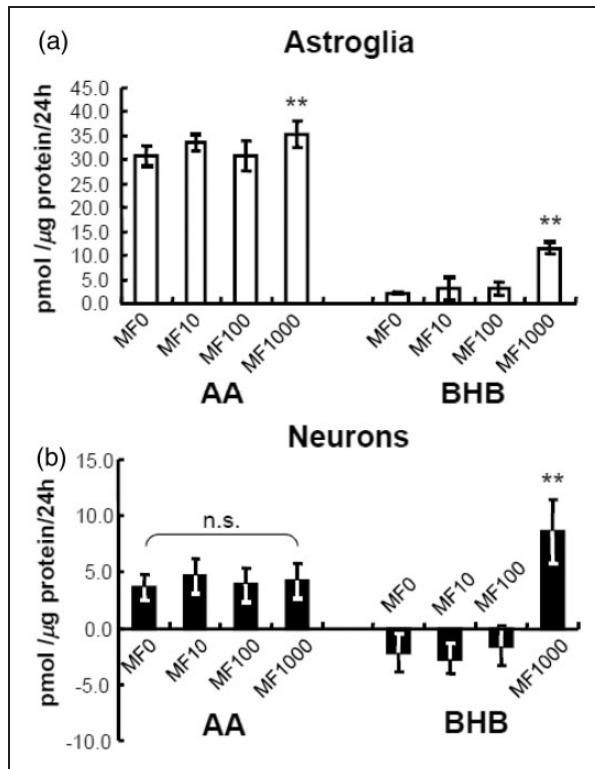 (a)
Astroglia
pmol /µg protein/24h
45.0
40.0
35.0
30.0
25.0
20.0
15.0
10.0
5.0
0.0
**
**
MF0
MF10
MF100
MF1000
MF0
MF10
MF100
MF1000
AA
BHB
(b)
Neurons
pmol /µg protein/24h
15.0
10.0
5.0
0.0
-5.0
-10.0
n.s.
**
MF0
MF10
MF100
MF1000
MF0
MF10
MF100
MF1000
AA
BHB